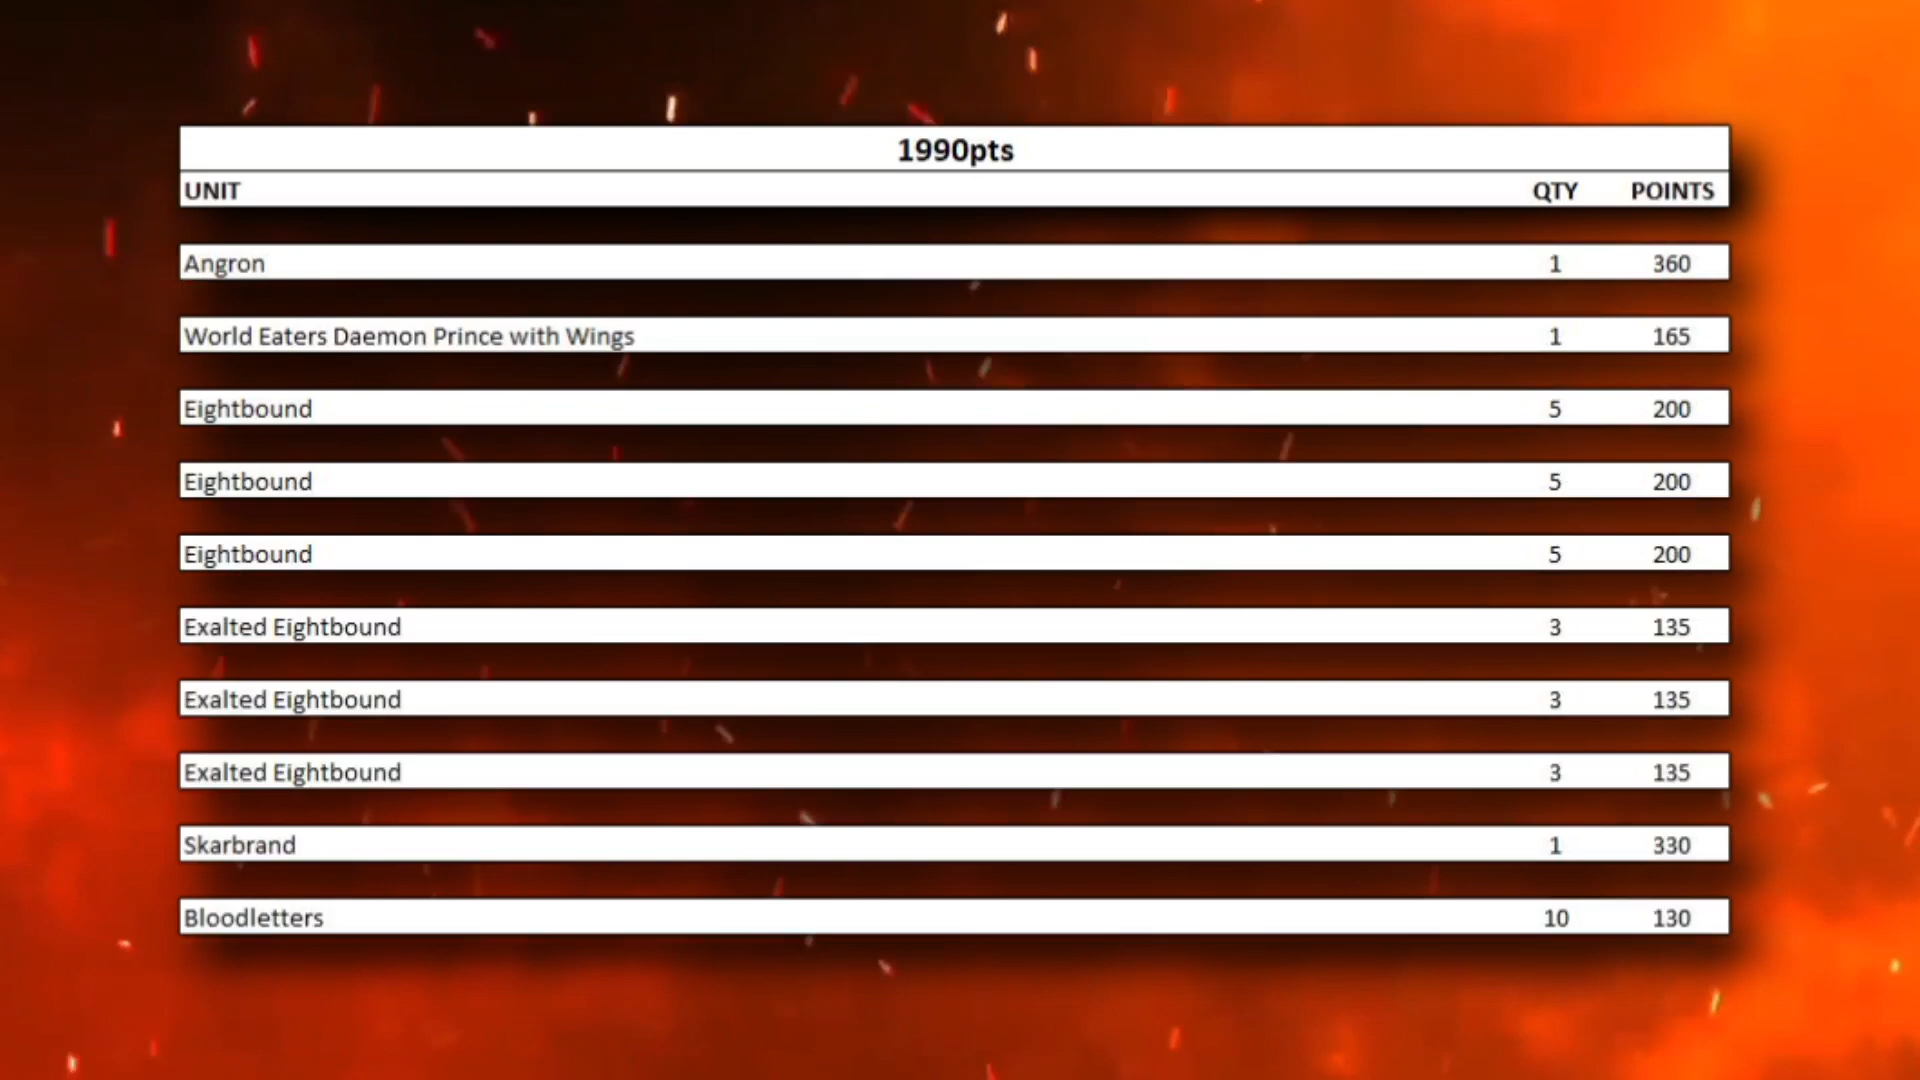 1990pts
UNIT QTY POINTS
Angron 1 360
World Eaters Daemon Prince with Wings 1 165
Eightbound 5 200
Eightbound 5 200
Eightbound 5 200
Exalted Eightbound 3 135
Exalted Eightbound 3 135
Exalted Eightbound 3 135
Skarbrand 1 330
Bloodletters 10 130